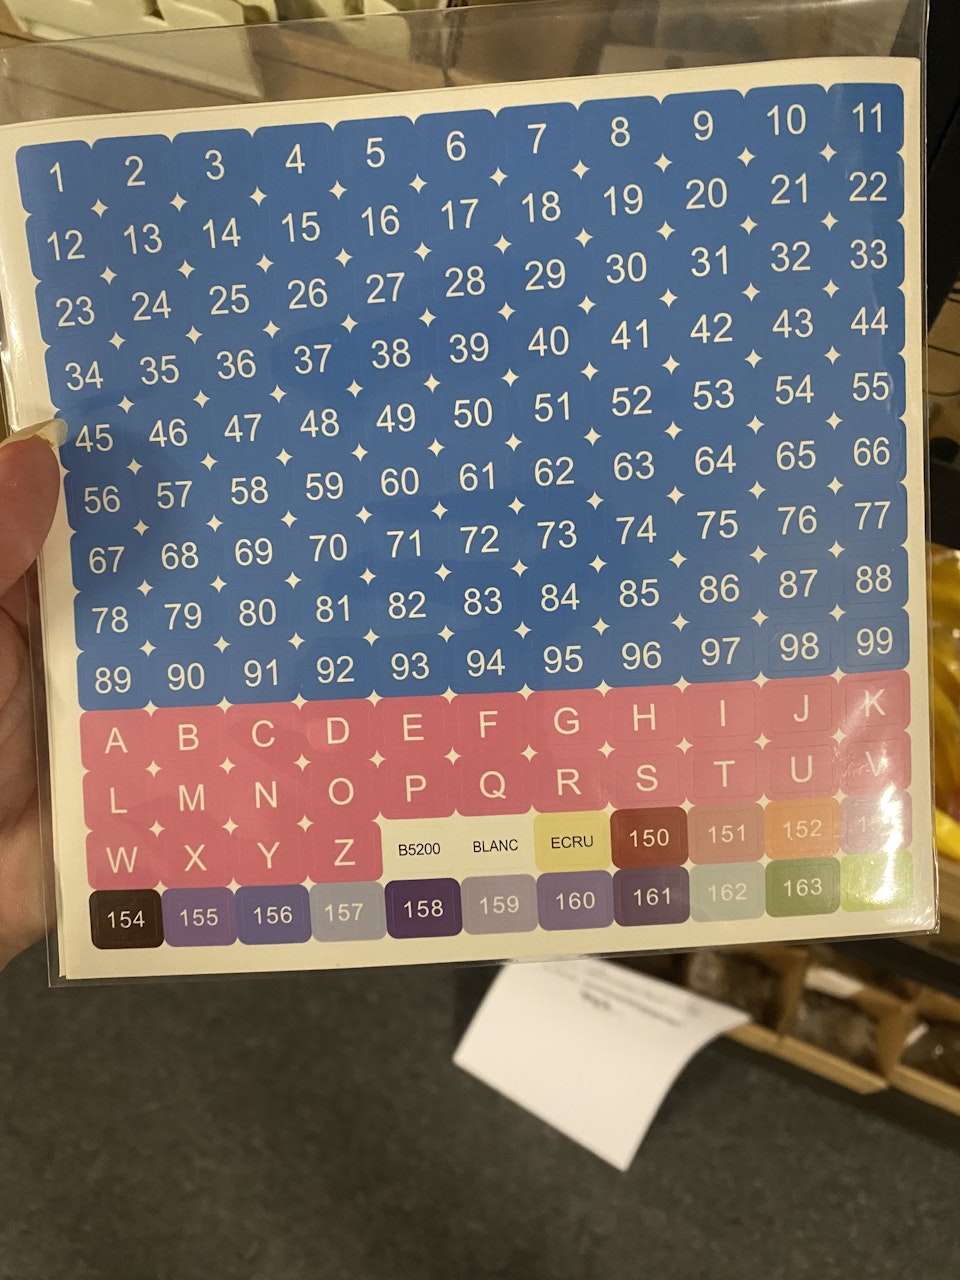 1 2 3 4 5 6 7 8 9 10 11
12 13 14 15 16 17 18 19 20 21 22
23 24 25 26 27 28 29 30 31 32 33
34 35 36 37 38 39 40 41 42 43 44
45 46 47 48 49 50 51 52 53 54 55
56 57 58 59 60 61 62 63 64 65 66
67 68 69 70 71 72 73 74 75 76 77
78 79 80 81 82 83 84 85 86 87 88
89 90 91 92 93 94 95 96 97 98 99
A B C D E F G H I J K
L M N O P Q R S T U V
W X Y Z B5200 BLANC ECRU 150 151 152
154 155 156 157 158 159 160 161 162 163